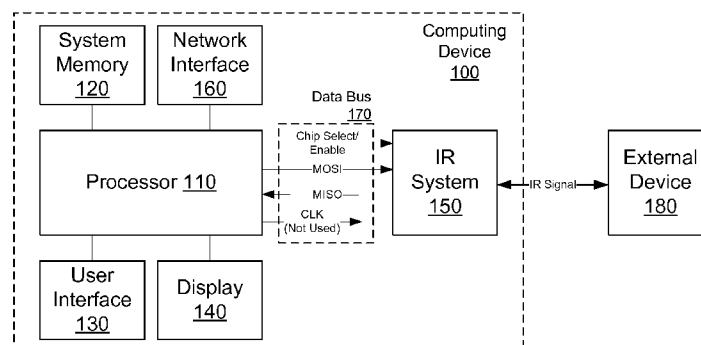 System
Memory
120
Network
Interface
160
Computing
Device
100
Data Bus
170
Chip Select/
Enable
MOSI
MISO
CLK
(Not Used)
Processor 110
IR
System
150
IR Signal
External
Device
180
User
Interface
130
Display
140